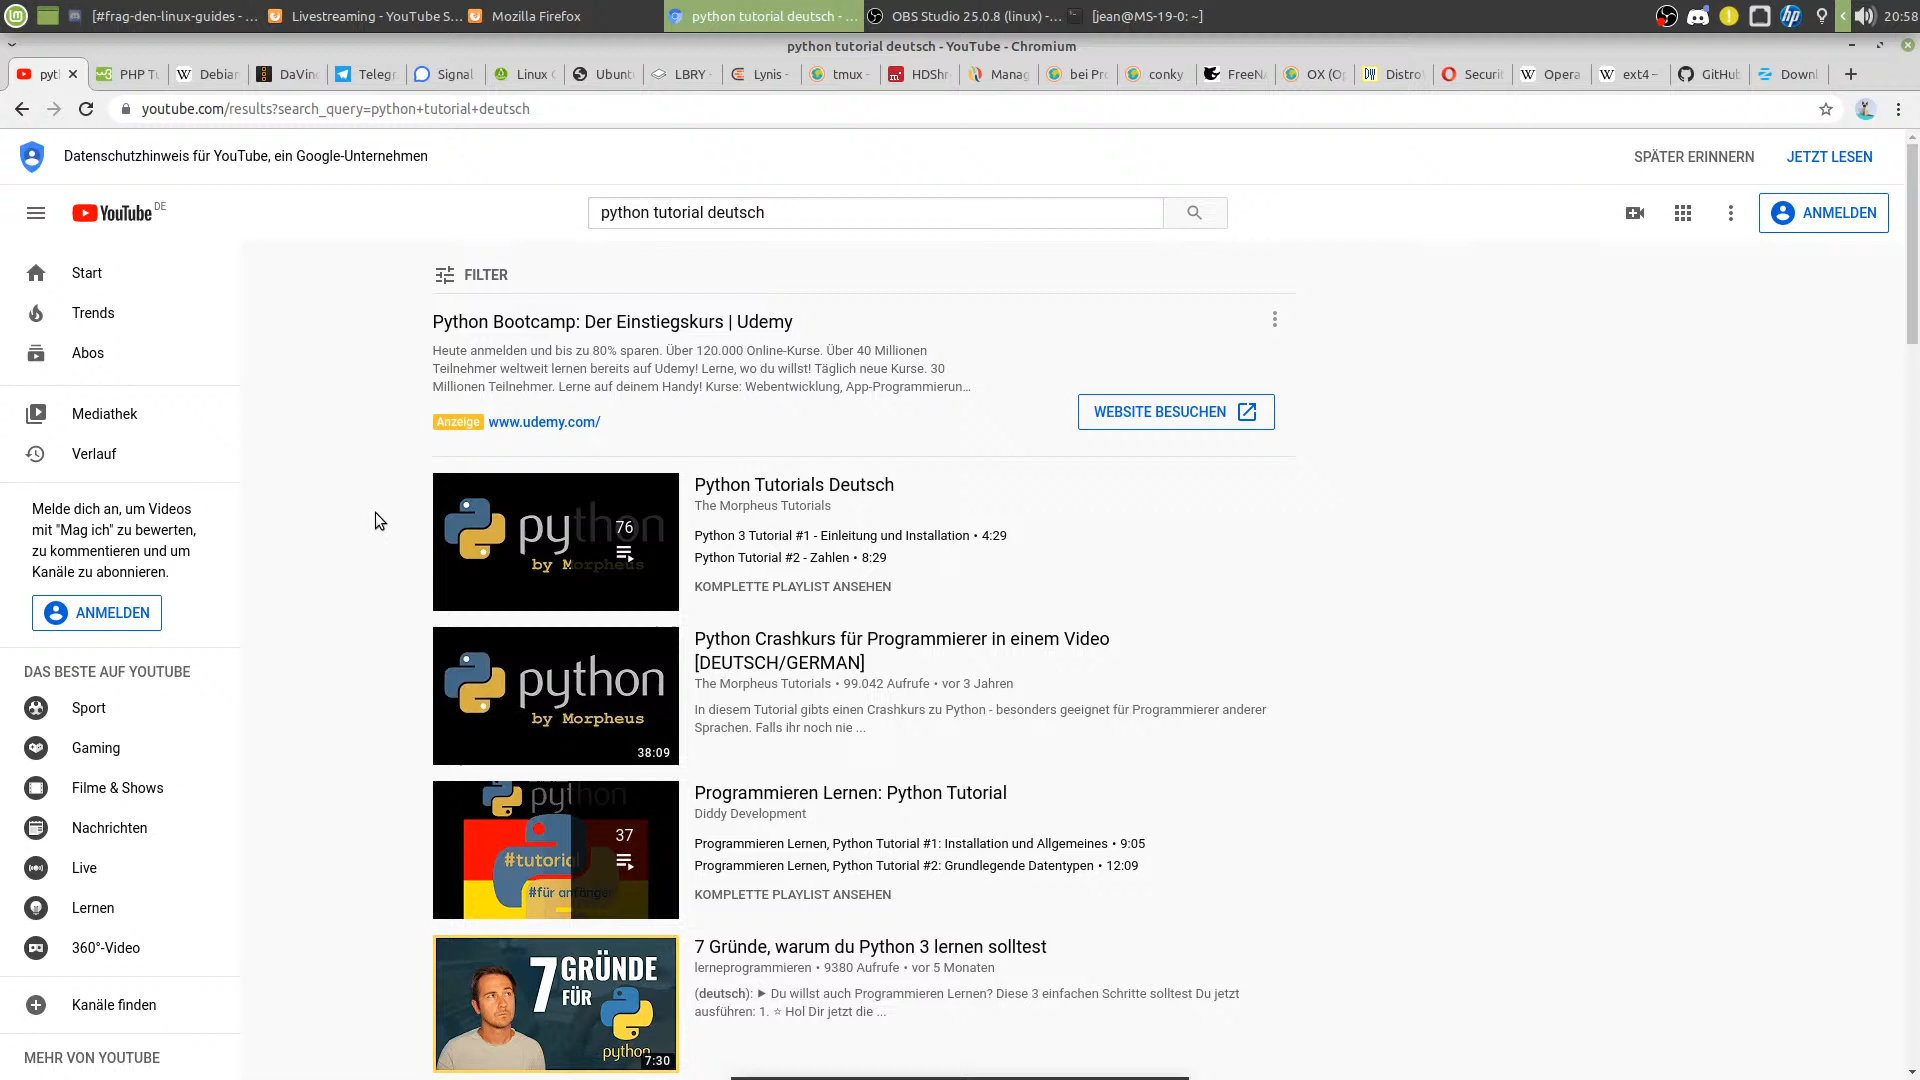 [#frag-den-linux-guides - ...
Livestreaming - YouTube S...
Mozilla Firefox
python tutorial deutsch - ...
OBS Studio 25.0.8 (linux) -...
[jean@MS-19-0: ~]
20:58
python tutorial deutsch - YouTube - Chromium
pyt
PHP Tu
Debian
DaVin
Telegr
Signal
Linux
Ubunt
LBRY
Lynis -
tmux -
HDShr
Manag
bei Pro
conky
FreeNA
OX (Op
Distro
Securit
Opera
ext4 –
GitHub
Downl
youtube.com/results?search_query=python+tutorial+deutsch
Datenschutzhinweis für YouTube, ein Google-Unternehmen
SPÄTER ERINNERN
JETZT LESEN
YouTube DE
python tutorial deutsch
ANMELDEN
Start
Trends
Abos
Mediathek
Verlauf
Melde dich an, um Videos
mit "Mag ich" zu bewerten,
zu kommentieren und um
Kanäle zu abonnieren.
ANMELDEN
DAS BESTE AUF YOUTUBE
Sport
Gaming
Filme & Shows
Nachrichten
Live
Lernen
360°-Video
Kanäle finden
MEHR VON YOUTUBE
FILTER
Python Bootcamp: Der Einstiegskurs | Udemy
Heute anmelden und bis zu 80% sparen. Über 120.000 Online-Kurse. Über 40 Millionen
Teilnehmer weltweit lernen bereits auf Udemy! Lerne, wo du willst! Täglich neue Kurse. 30
Millionen Teilnehmer. Lerne auf deinem Handy! Kurse: Webentwicklung, App-Programmierun...
Anzeige www.udemy.com/
WEBSITE BESUCHEN
python
by Morpheus
76
Python Tutorials Deutsch
The Morpheus Tutorials
Python 3 Tutorial #1 - Einleitung und Installation • 4:29
Python Tutorial #2 - Zahlen • 8:29
KOMPLETTE PLAYLIST ANSEHEN
python
by Morpheus
38:09
Python Crashkurs für Programmierer in einem Video
[DEUTSCH/GERMAN]
The Morpheus Tutorials • 99.042 Aufrufe • vor 3 Jahren
In diesem Tutorial gibts einen Crashkurs zu Python - besonders geeignet für Programmierer anderer
Sprachen. Falls ihr noch nie ...
python
#tutorial
#für anfänger
37
Programmieren Lernen: Python Tutorial
Diddy Development
Programmieren Lernen, Python Tutorial #1: Installation und Allgemeines • 9:05
Programmieren Lernen, Python Tutorial #2: Grundlegende Datentypen • 12:09
KOMPLETTE PLAYLIST ANSEHEN
7 GRÜNDE
FÜR
python
7:30
7 Gründe, warum du Python 3 lernen solltest
lerneprogrammieren • 9380 Aufrufe • vor 5 Monaten
(deutsch): ► Du willst auch Programmieren Lernen? Diese 3 einfachen Schritte solltest Du jetzt
ausführen: 1. ☆ Hol Dir jetzt die ...